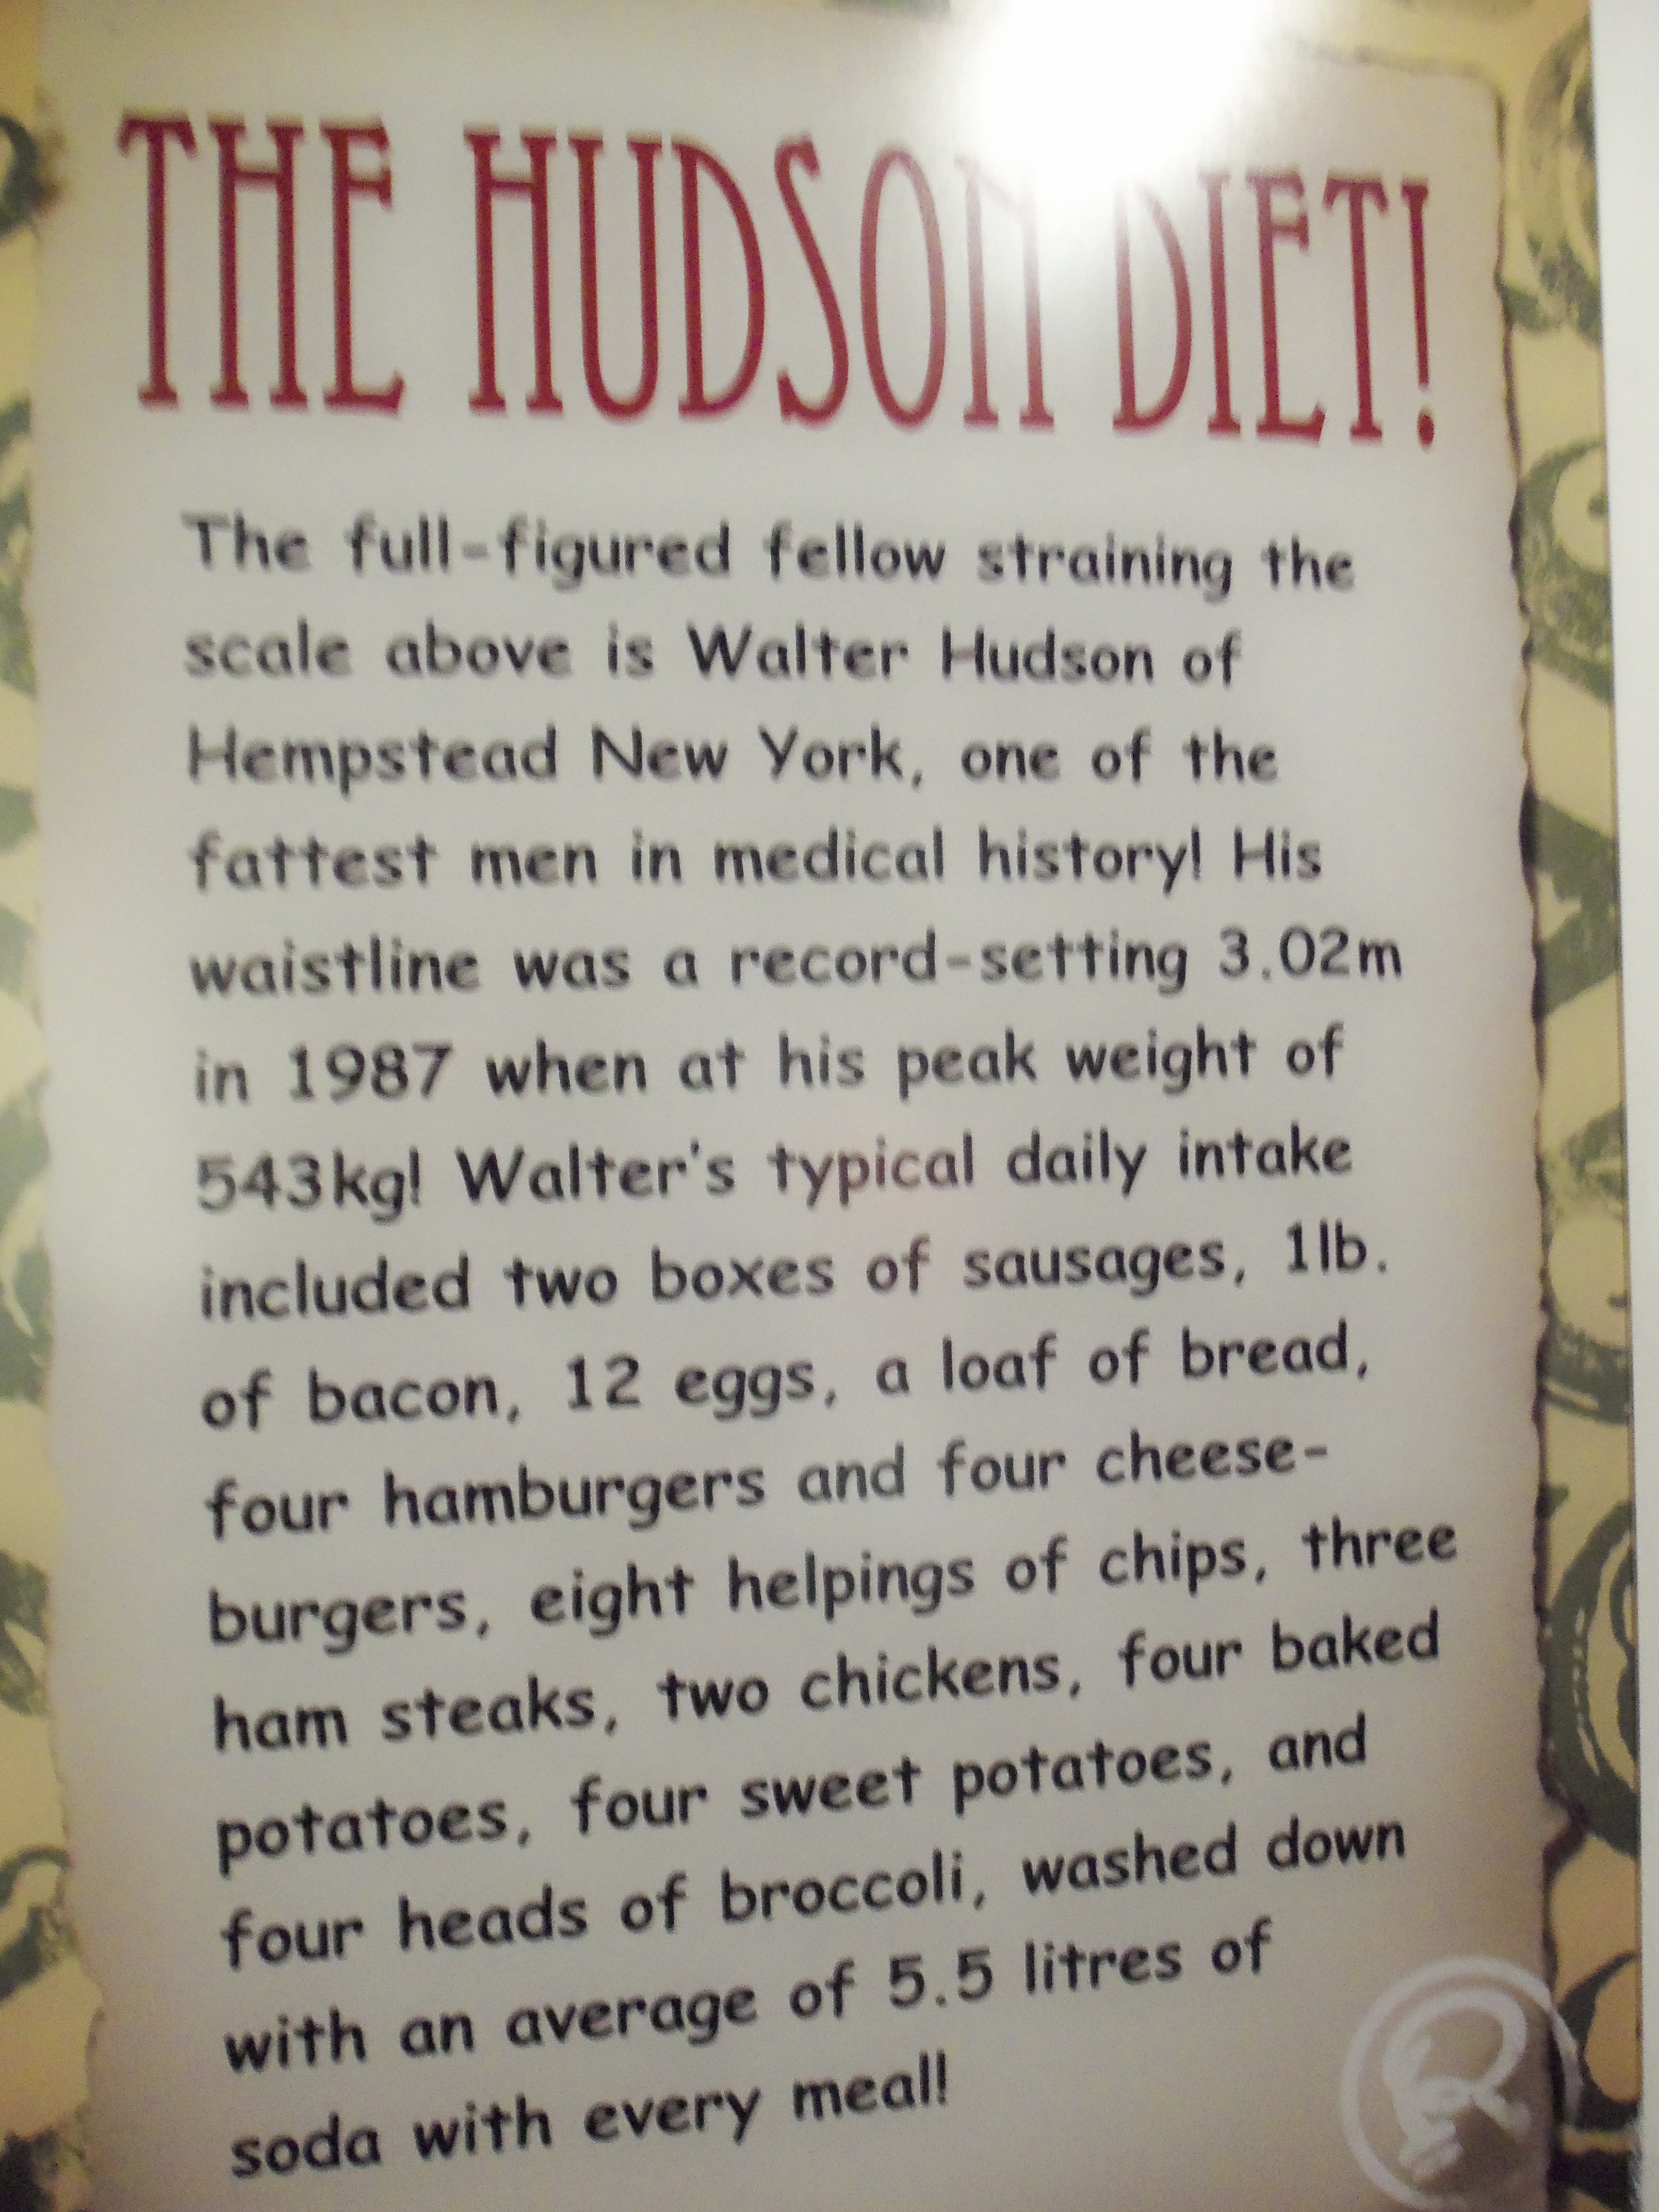 THE HUDSON DIET!
The full-figured fellow straining the
scale above is Walter Hudson of
Hempstead New York, one of the
fattest men in medical history! His
waistline was a record-setting 3.02m
in 1987 when at his peak weight of
543kg! Walter's typical daily intake
included two boxes of sausages, 1lb.
of bacon, 12 eggs, a loaf of bread,
four hamburgers and four cheese-
burgers, eight helpings of chips, three
ham steaks, two chickens, four baked
potatoes, four sweet potatoes, and
four heads of broccoli, washed down
with an average of 5.5 litres of
soda with every meal!
R